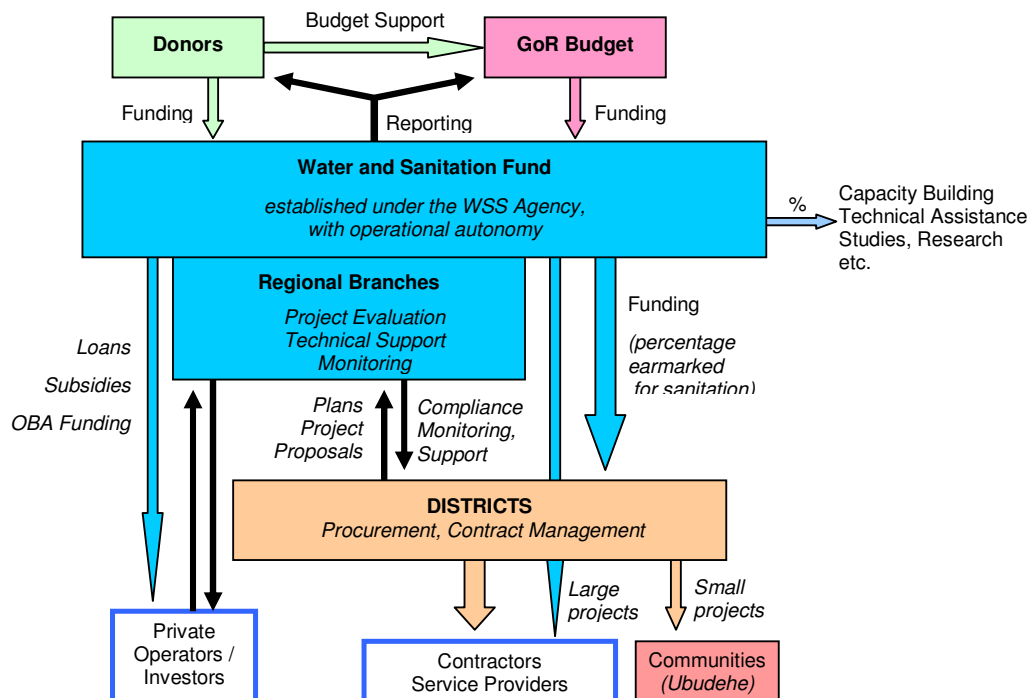 Budget Support
Donors
GoR Budget
Funding
Reporting
Funding
Water and Sanitation Fund
established under the WSS Agency,
with operational autonomy
%
Capacity Building
Technical Assistance
Studies, Research
etc.
Regional Branches
Project Evaluation
Technical Support
Monitoring
Loans
Subsidies
OBA Funding
Funding
(percentage
earmarked
for sanitation)
Plans
Project
Proposals
Compliance
Monitoring,
Support
DISTRICTS
Procurement, Contract Management
Large
projects
Small
projects
Private
Operators /
Investors
Contractors
Service Providers
Communities
(Ubudehe)